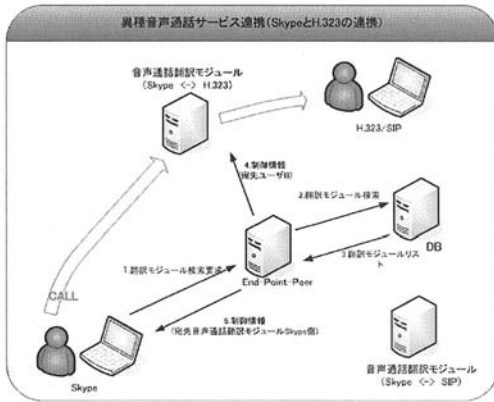 異種音声通話サービス連携(SkypeとH.323の連携)
音声通話翻訳モジュール
(Skype <-> H.323)
H.323/SIP
4.制御情報
(宛先ユーザID)
2.翻訳モジュール検索
DB
3.翻訳モジュールリス
ト
End-Point-Peer
1.翻訳モジュール検索要求
CALL
5.制御情報
(宛先音声通話翻訳モジュールSkype側)
Skype
音声通話翻訳モジュール
(Skype <-> SIP)